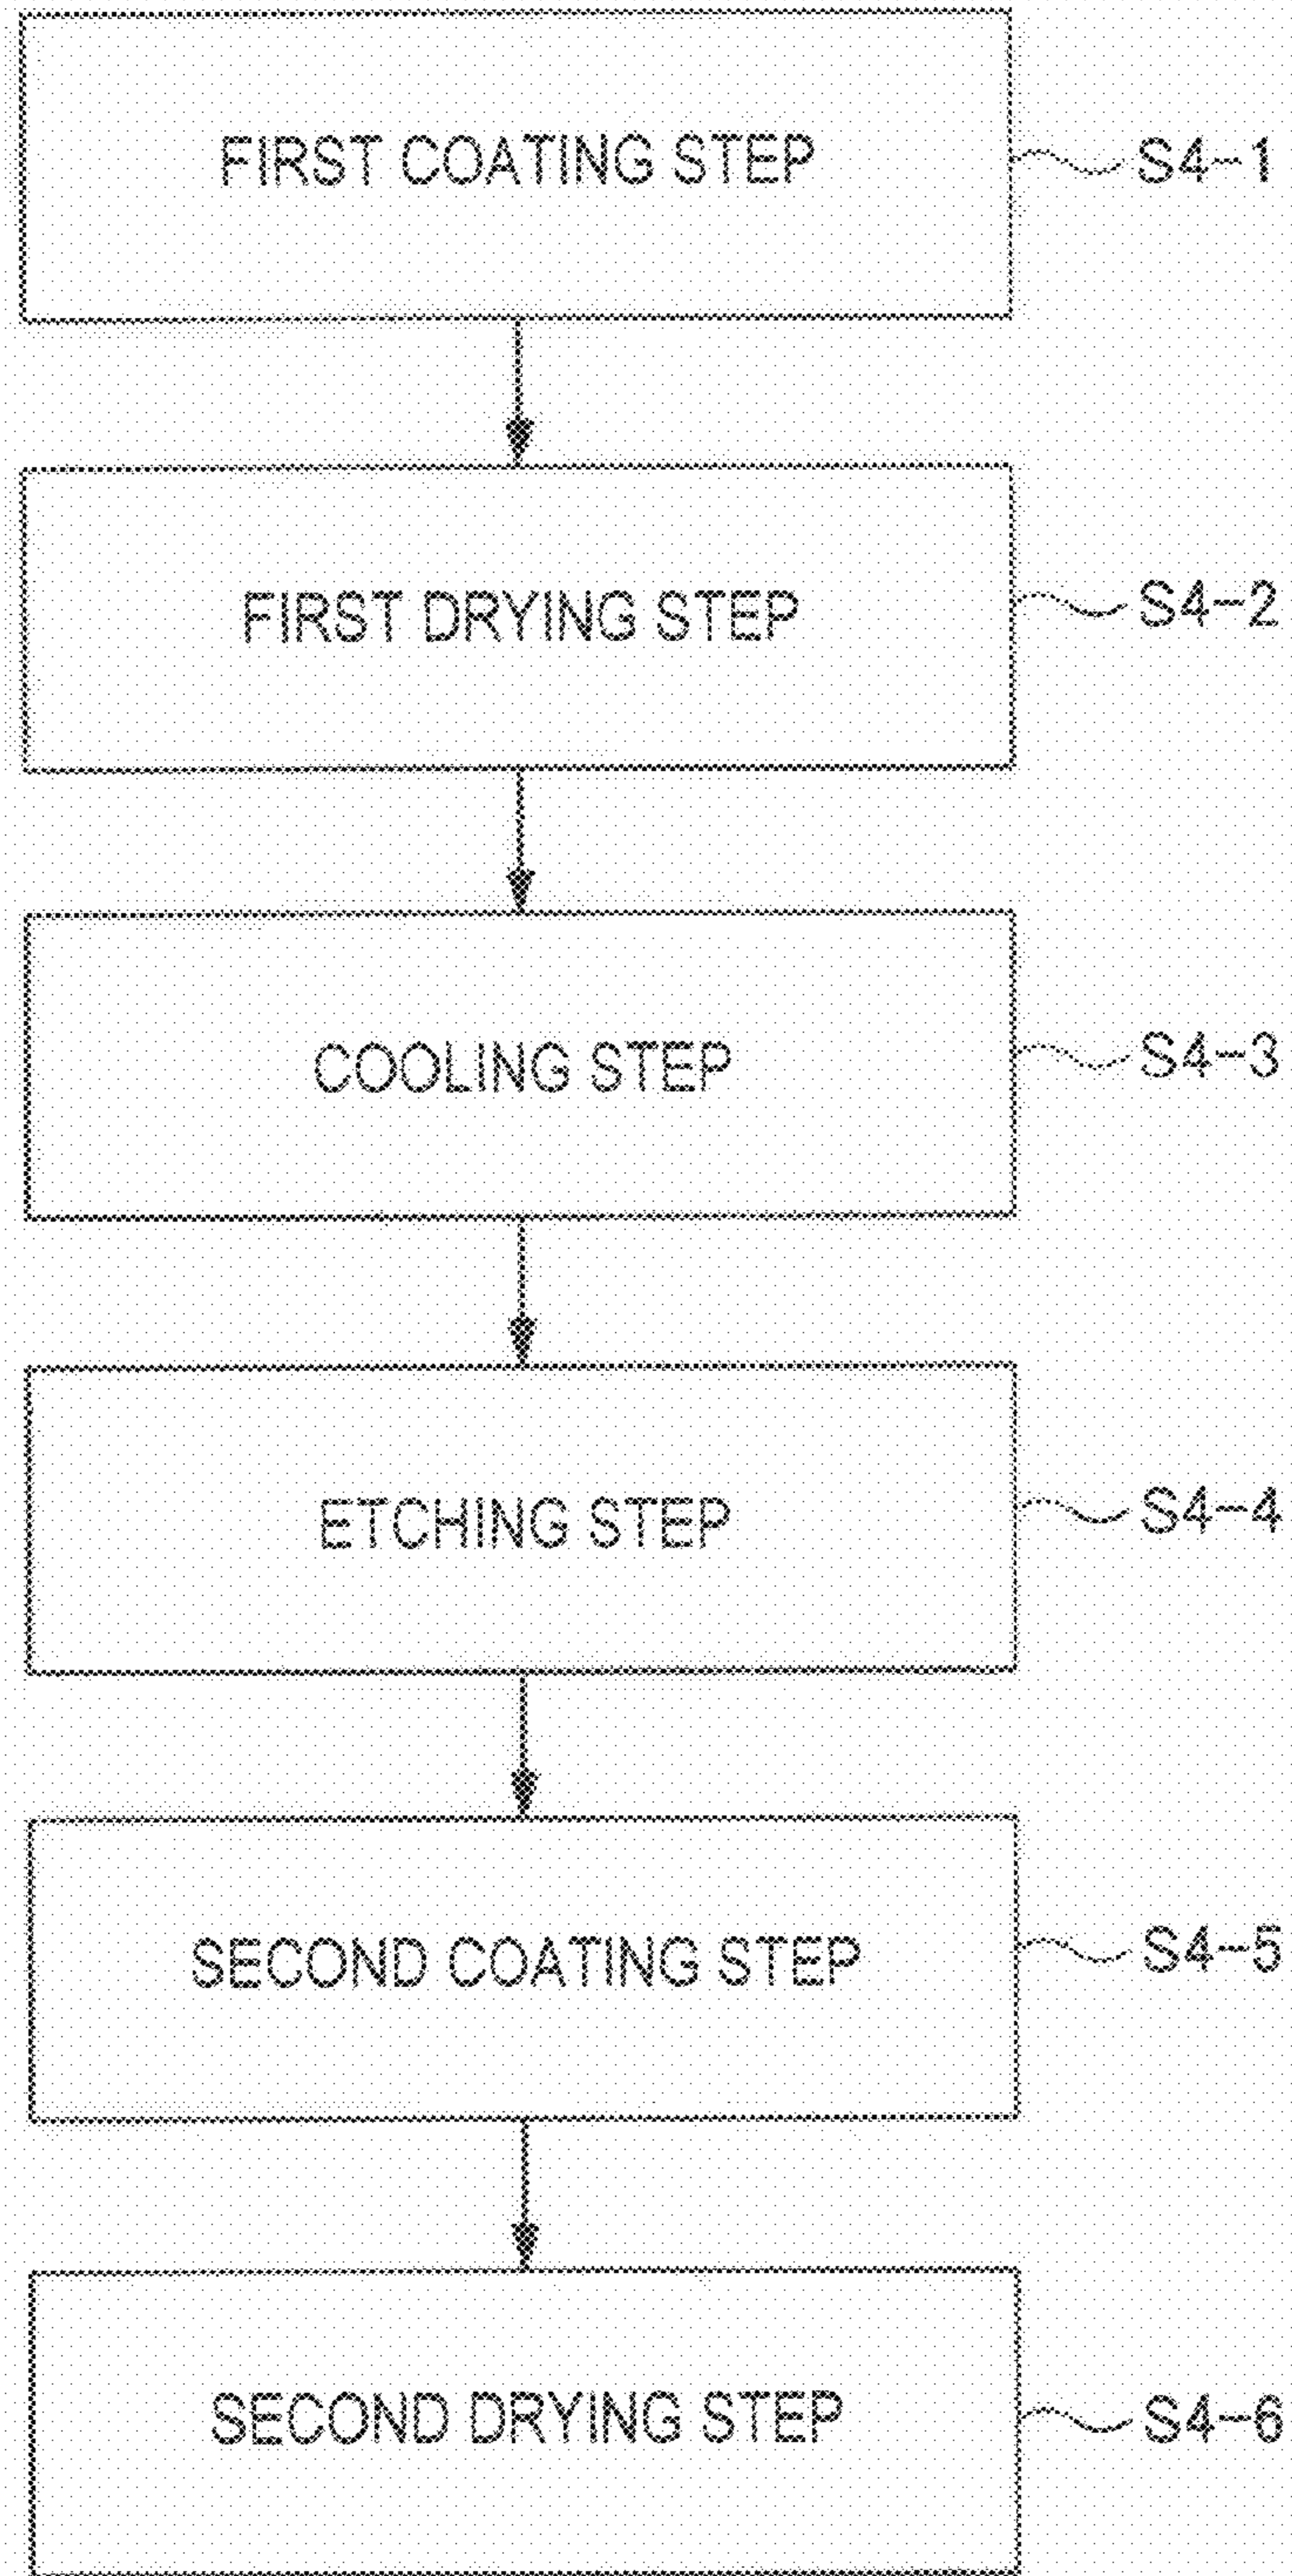 FIRST COATING STEP S4-1
FIRST DRYING STEP S4-2
COOLING STEP S4-3
ETCHING STEP S4-4
SECOND COATING STEP S4-5
SECOND DRYING STEP S4-6